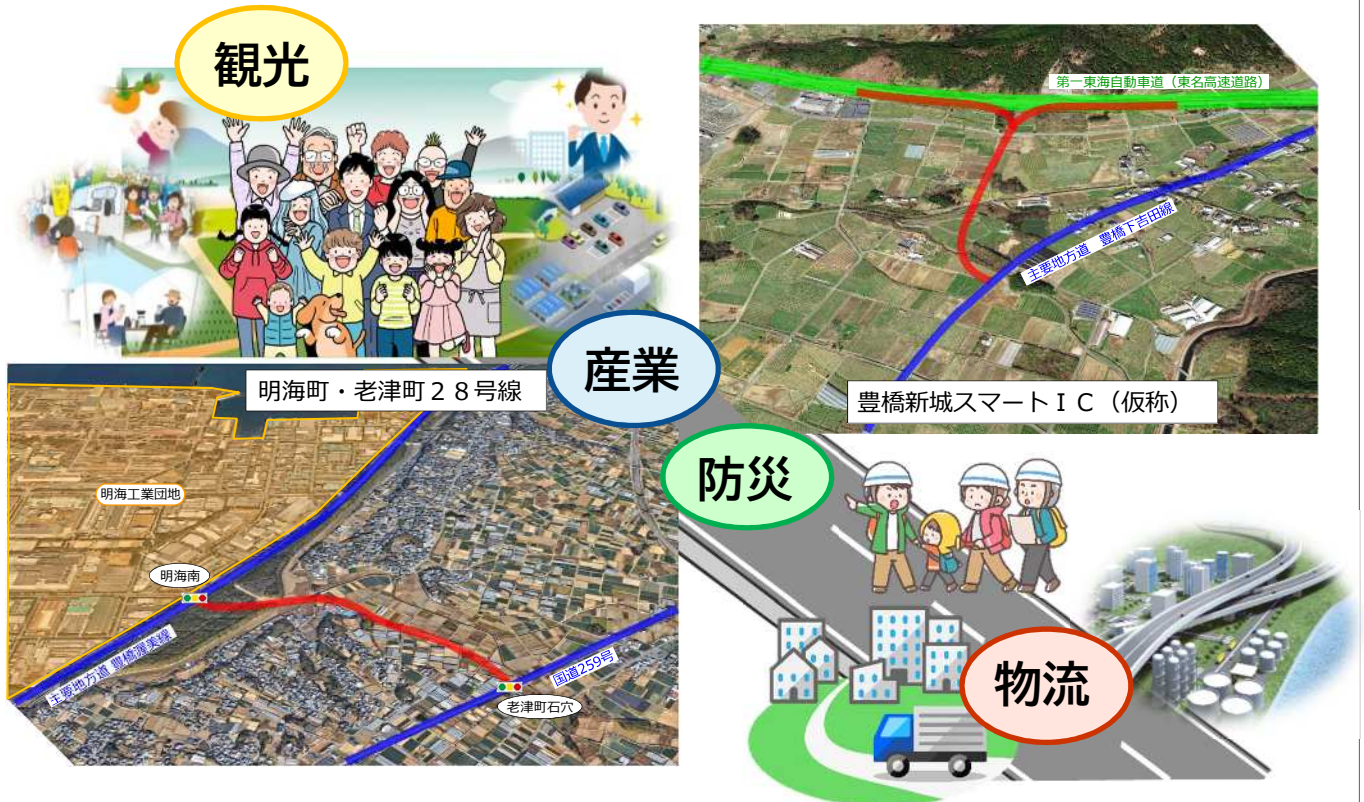 観光
第一東海自動車道（東名高速道路）
主要地方道　豊橋下吉田線
豊橋新城スマートＩＣ（仮称）
産業
明海町・老津町２８号線
防災
明海工業団地
明海南
主要地方道 豊橋渥美線
国道259号
老津町石穴
物流